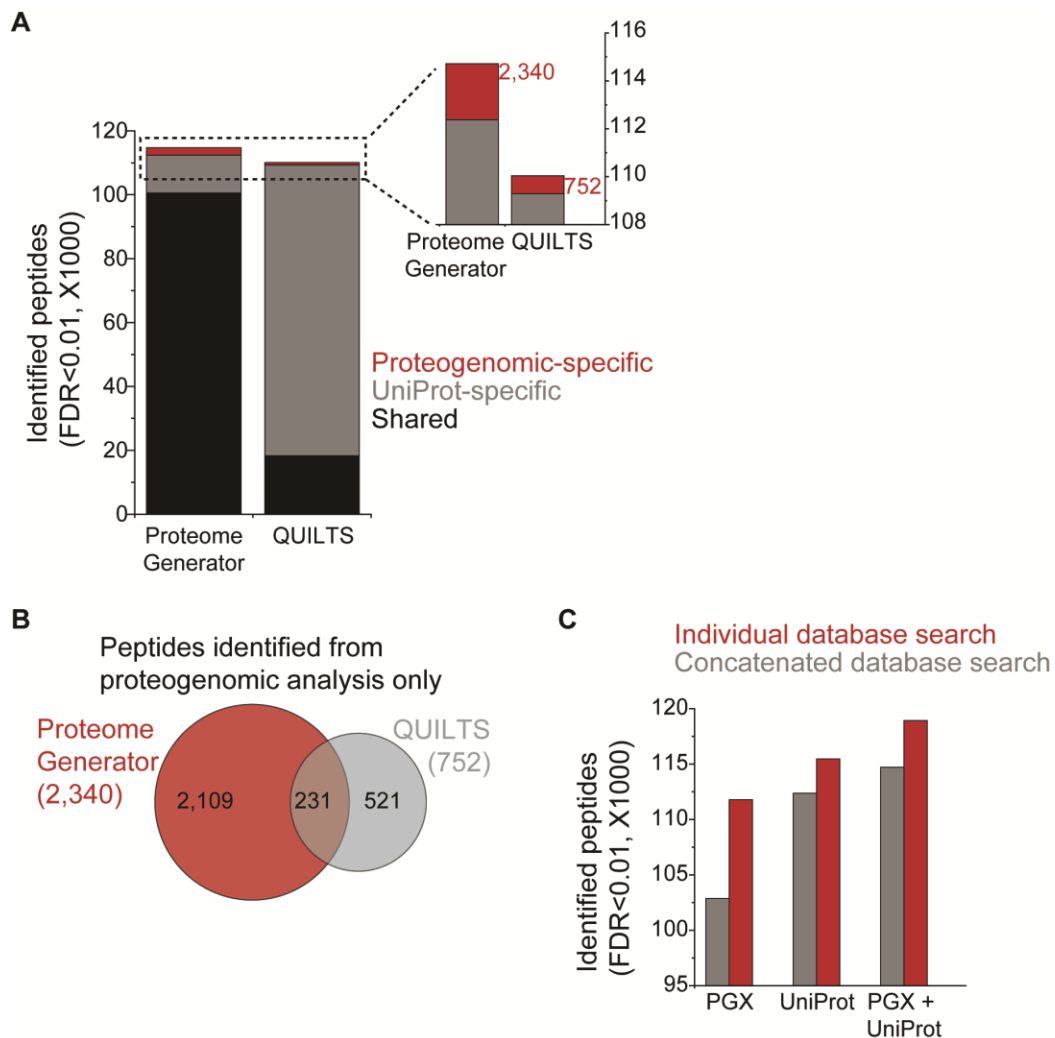 A
116
2,340
114
112
110
752
108
Proteome
Generator
QUILTS
120
100
80
60
40
20
0
Identified peptides
(FDR<0.01, X1000)
Proteogenomic-specific
UniProt-specific
Shared
Proteome
Generator
QUILTS
B
Peptides identified from
proteogenomic analysis only
Proteome
Generator
(2,340)
QUILTS
(752)
2,109
231
521
C
Individual database search
Concatenated database search
120
115
110
105
100
95
Identified peptides
(FDR<0.01, X1000)
PGX
UniProt
PGX +
UniProt